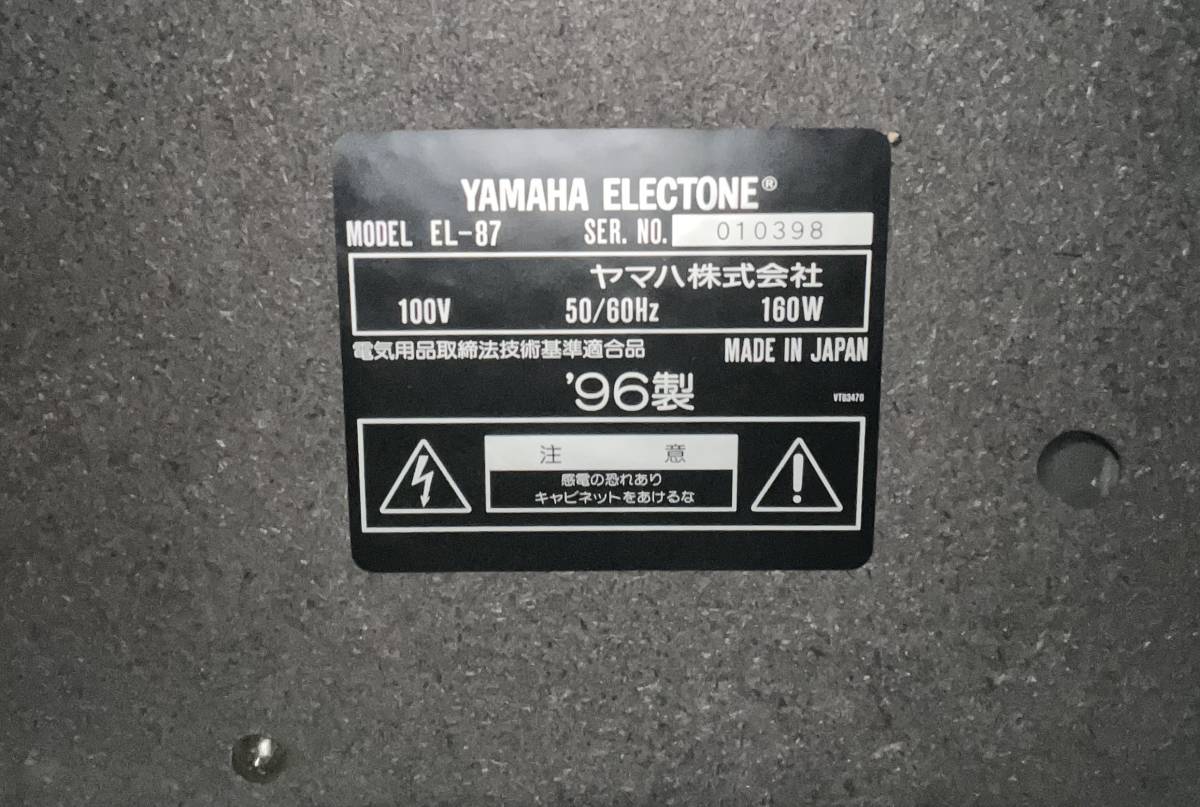 YAMAHA ELECTONE®
MODEL EL-87 SER. NO. 010398
ヤマハ株式会社
100V 50/60Hz 160W
電気用品取締法技術基準適合品 MADE IN JAPAN
'96製 VT03470
注 意
感電の恐れあり
キャビネットをあけるな